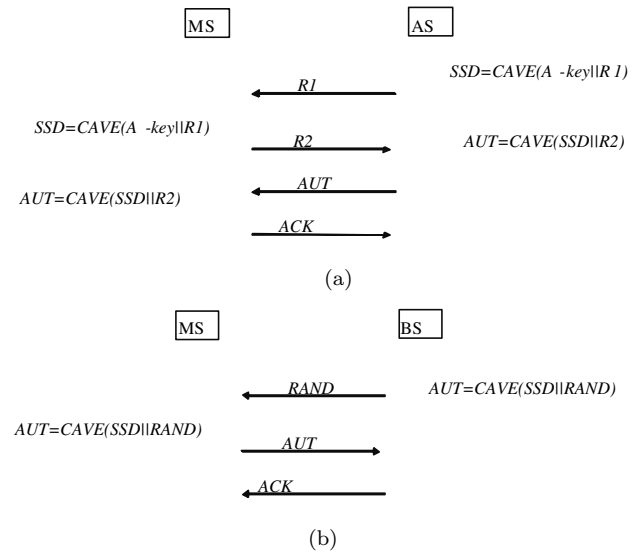 MS
AS
R1
SSD=CAVE(A -key||R1)
SSD=CAVE(A -key||R1)
R2
AUT=CAVE(SSD||R2)
AUT
AUT=CAVE(SSD||R2)
ACK
(a)
MS
BS
RAND
AUT=CAVE(SSD||RAND)
AUT=CAVE(SSD||RAND)
AUT
ACK
(b)